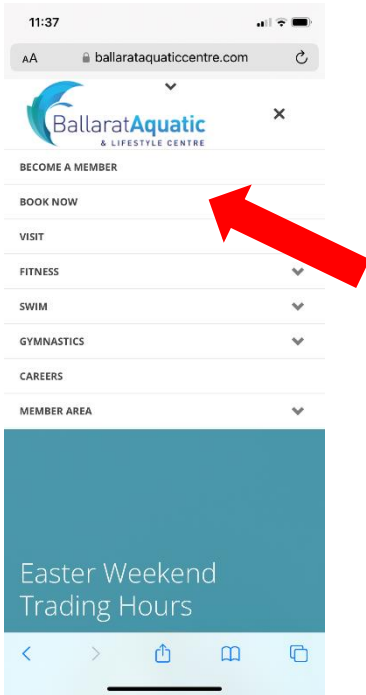 11:37
AA ballarataquaticcentre.com
BallaratAquatic
& LIFESTYLE CENTRE
BECOME A MEMBER
BOOK NOW
VISIT
FITNESS
SWIM
GYMNASTICS
CAREERS
MEMBER AREA
Easter Weekend
Trading Hours